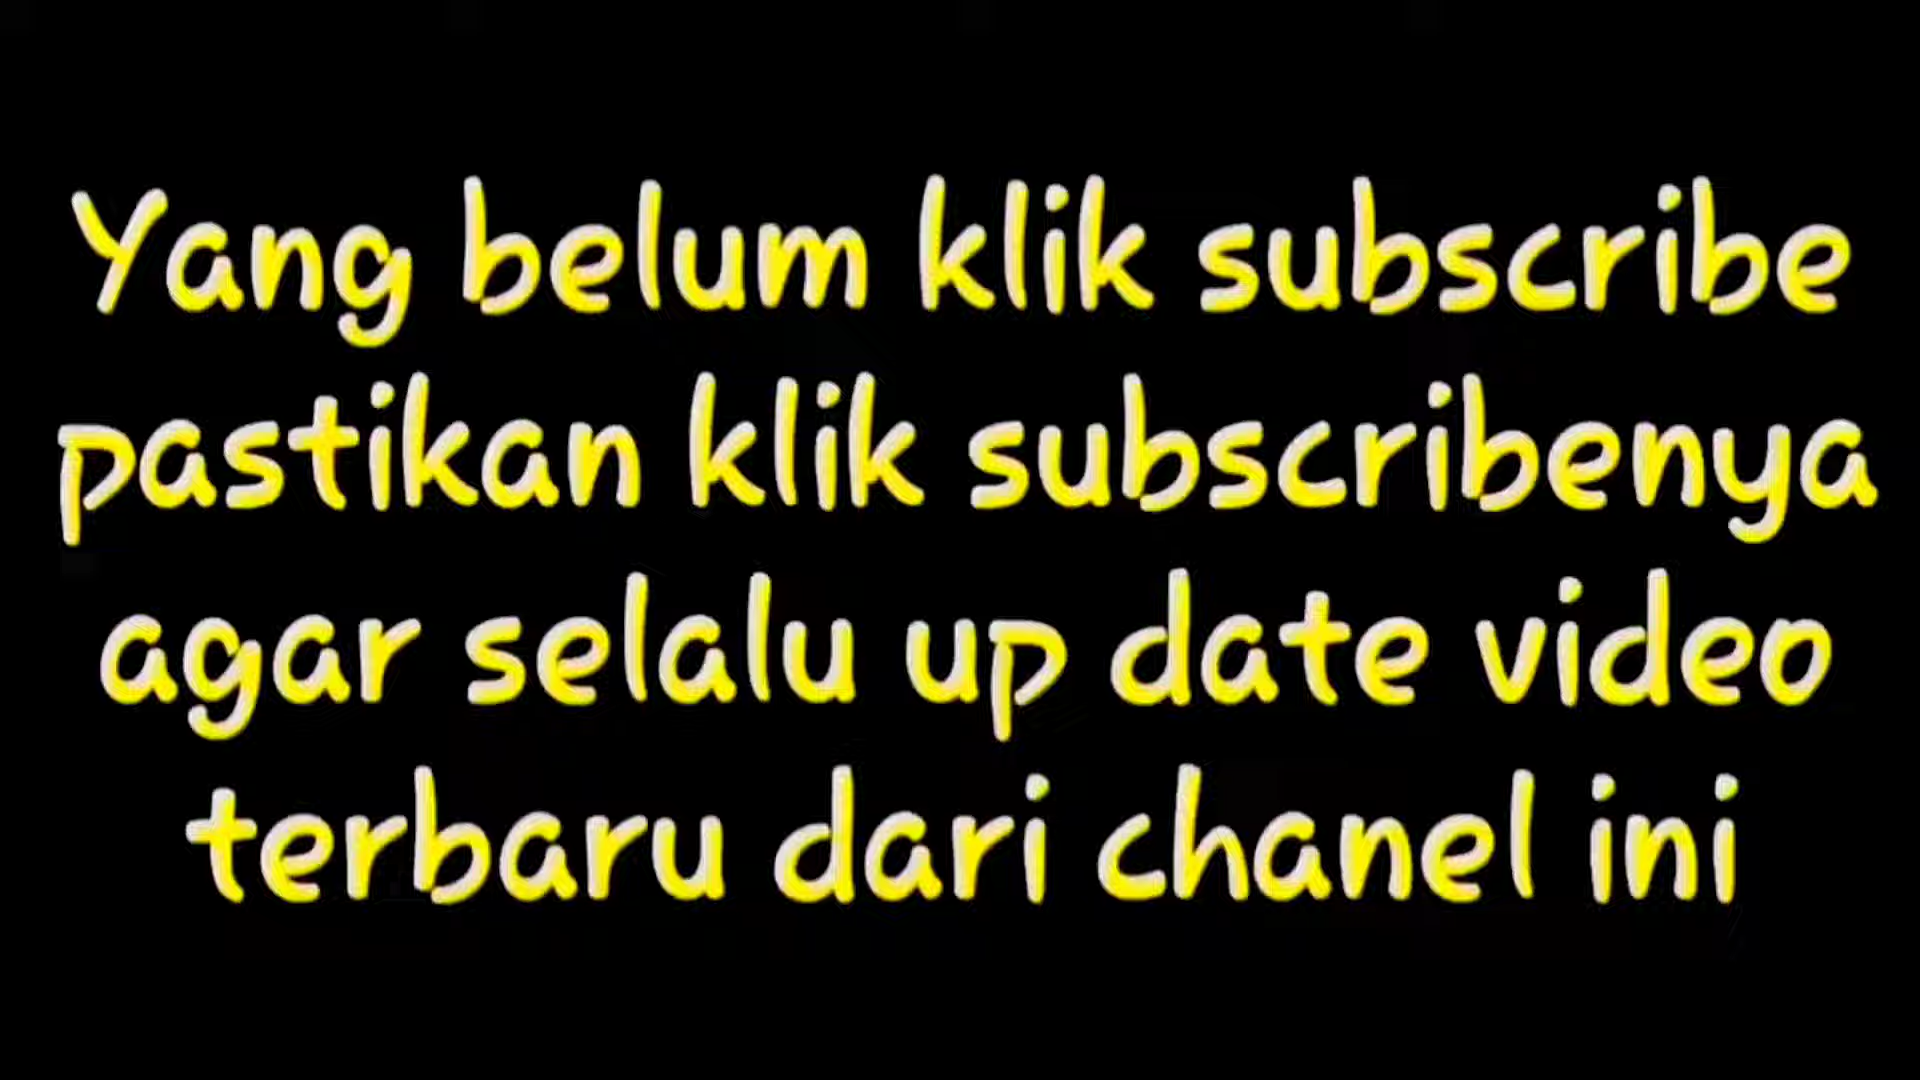 Yang belum klik subscribe
pastikan klik subscribenya
agar selalu up date video
terbaru dari chanel ini